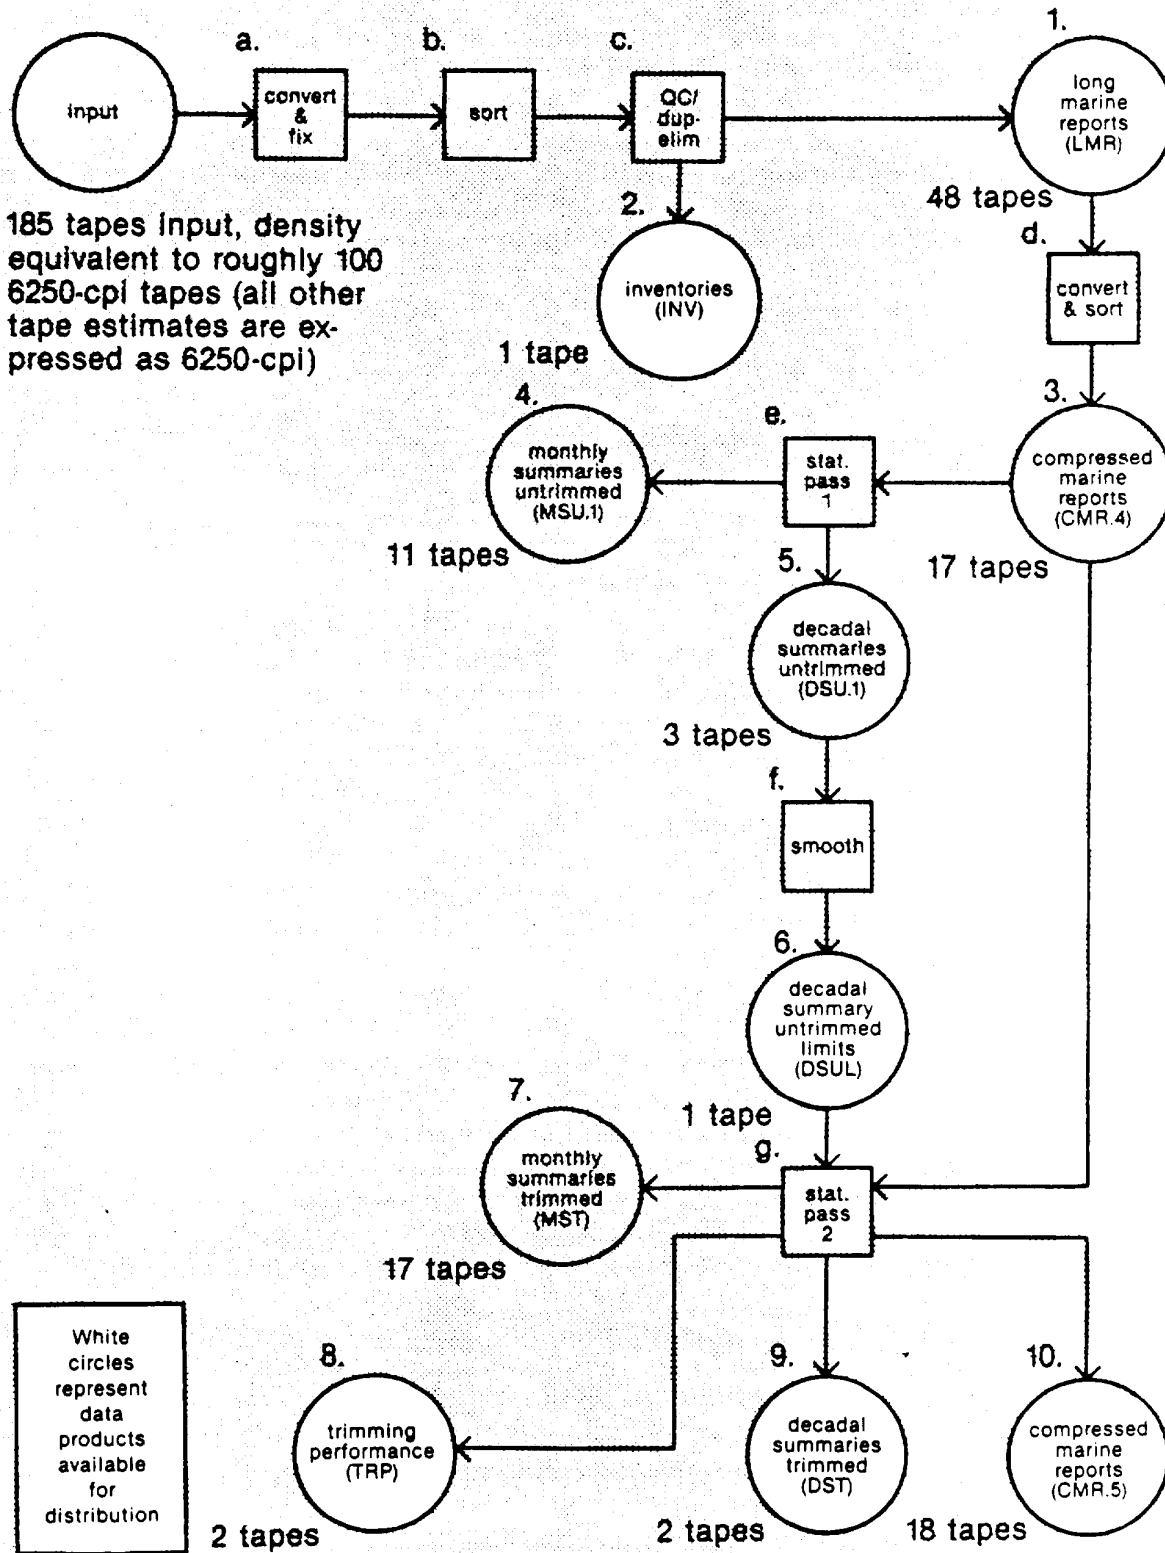 a.
b.
c.
1.
input
convert
&
fix
sort
QC/
dup-
elim
long
marine
reports
(LMR)
48 tapes
185 tapes input, density
equivalent to roughly 100
6250-cpi tapes (all other
tape estimates are ex-
pressed as 6250-cpi)
2.
inventories
(INV)
1 tape
d.
convert
& sort
3.
compressed
marine
reports
(CMR.4)
17 tapes
4.
monthly
summaries
untrimmed
(MSU.1)
11 tapes
e.
stat.
pass
1
5.
decadal
summaries
untrimmed
(DSU.1)
3 tapes
f.
smooth
6.
decadal
summary
untrimmed
limits
(DSUL)
1 tape
7.
monthly
summaries
trimmed
(MST)
17 tapes
g.
stat.
pass
2
White
circles
represent
data
products
available
for
distribution
8.
trimming
performance
(TRP)
2 tapes
9.
decadal
summaries
trimmed
(DST)
2 tapes
10.
compressed
marine
reports
(CMR.5)
18 tapes